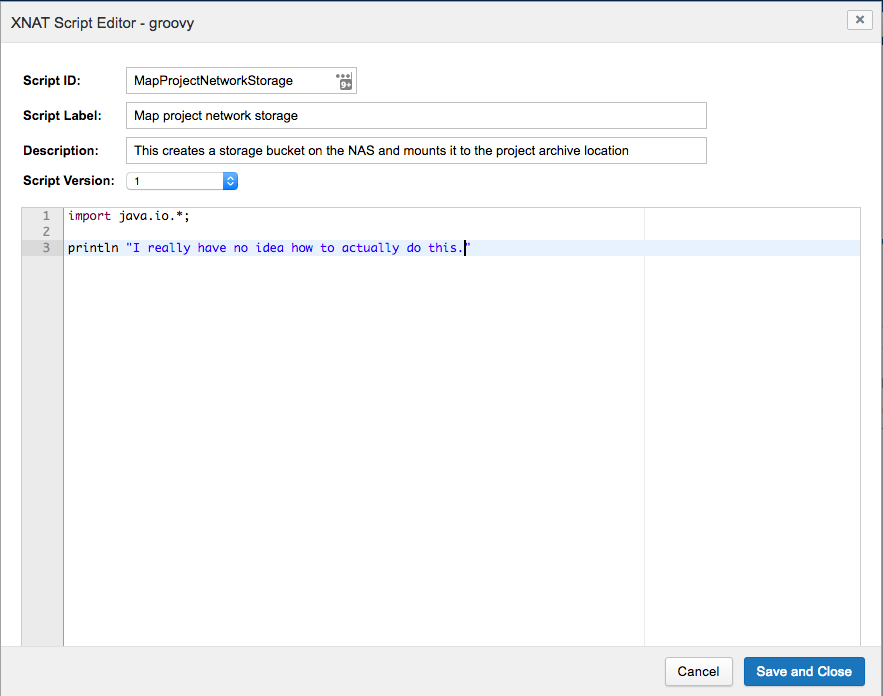 XNAT Script Editor - groovy
Script ID: MapProjectNetworkStorage 9+
Script Label: Map project network storage
Description: This creates a storage bucket on the NAS and mounts it to the project archive location
Script Version: 1
1 import java.io.*;
2
3 println "I really have no idea how to actually do this."
Cancel Save and Close